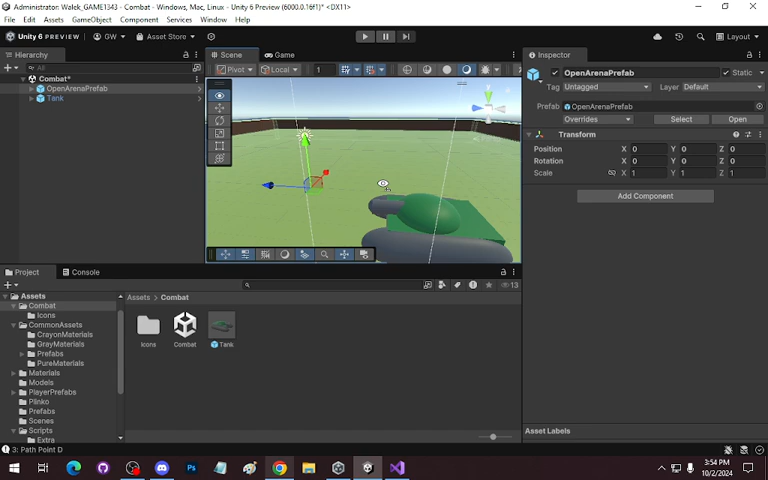 Administrator: Walek_GAME1343 - Combat - Windows, Mac, Linux - Unity 6 Preview (6000.0.16f1)* <DX11>
File Edit Assets GameObject Component Services Window Help
Unity 6 PREVIEW GW Asset Store Layout
Hierarchy Scene Game Inspector
All Pivot Local 1 OpenArenaPrefab Static
Combat* Tag Untagged Layer Default
OpenArenaPrefab
Tank
Prefab OpenArenaPrefab
Overrides Select Open
Transform
Position X 0 Y 0 Z 0
Rotation X 0 Y 0 Z 0
Scale X 1 Y 1 Z 1
Add Component
Project Console
13
Assets
Combat
Icons
CommonAssets
CrayonMaterials
GrayMaterials
Prefabs
PureMaterials
Materials
Models
PlayerPrefabs
Plinko
Prefabs
Scenes
Scripts
Extra
Assets > Combat
Icons Combat Tank
Asset Labels
3: Path Point D
3:54 PM
10/2/2024